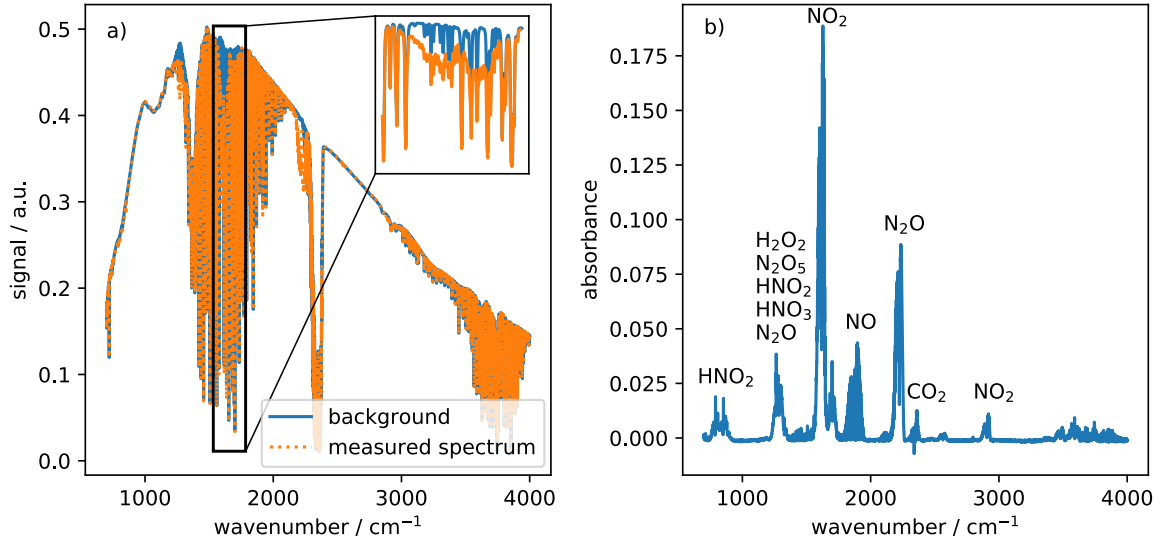 a)
0.5
0.4
0.3
0.2
0.1
0.0
signal / a.u.
background
measured spectrum
1000 2000 3000 4000
wavenumber / cm⁻¹
b)
0.175
0.150
0.125
0.100
0.075
0.050
0.025
0.000
absorbance
NO₂
N₂O
H₂O₂
N₂O₅
HNO₂
HNO₃
N₂O
NO
HNO₂
CO₂
NO₂
1000 2000 3000 4000
wavenumber / cm⁻¹